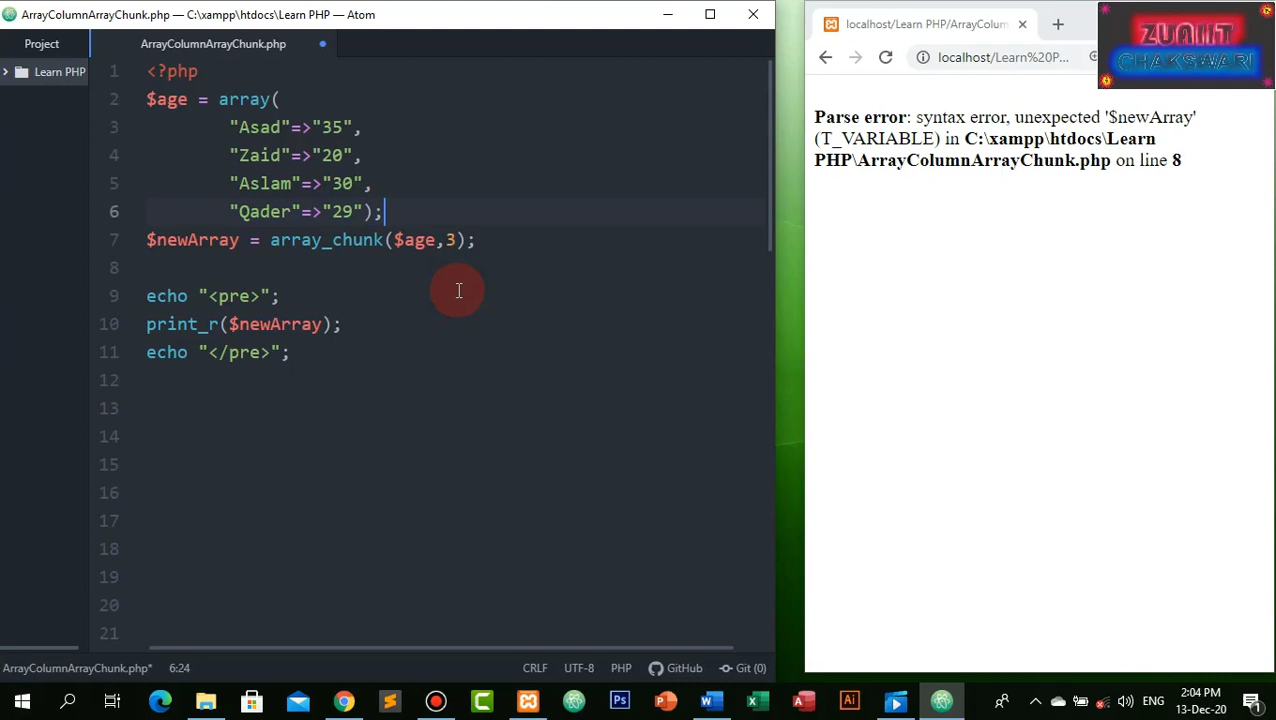 ArrayColumnArrayChunk.php — C:\xampp\htdocs\Learn PHP — Atom
Project
ArrayColumnArrayChunk.php
Learn PHP
1 <?php
2 $age = array(
3 "Asad"=>"35",
4 "Zaid"=>"20",
5 "Aslam"=>"30",
6 "Qader"=>"29");
7 $newArray = array_chunk($age,3);
8
9 echo "<pre>";
10 print_r($newArray);
11 echo "</pre>";
12
13
14
15
16
17
18
19
20
21
ArrayColumnArrayChunk.php* 6:24 CRLF UTF-8 PHP GitHub Git (0)
localhost/Learn PHP/ArrayColum
localhost/Learn%20P...
ZUAIIT
CHAKSWARI
Parse error: syntax error, unexpected '$newArray'
(T_VARIABLE) in C:\xampp\htdocs\Learn
PHP\ArrayColumnArrayChunk.php on line 8
ENG
2:04 PM
13-Dec-20
1